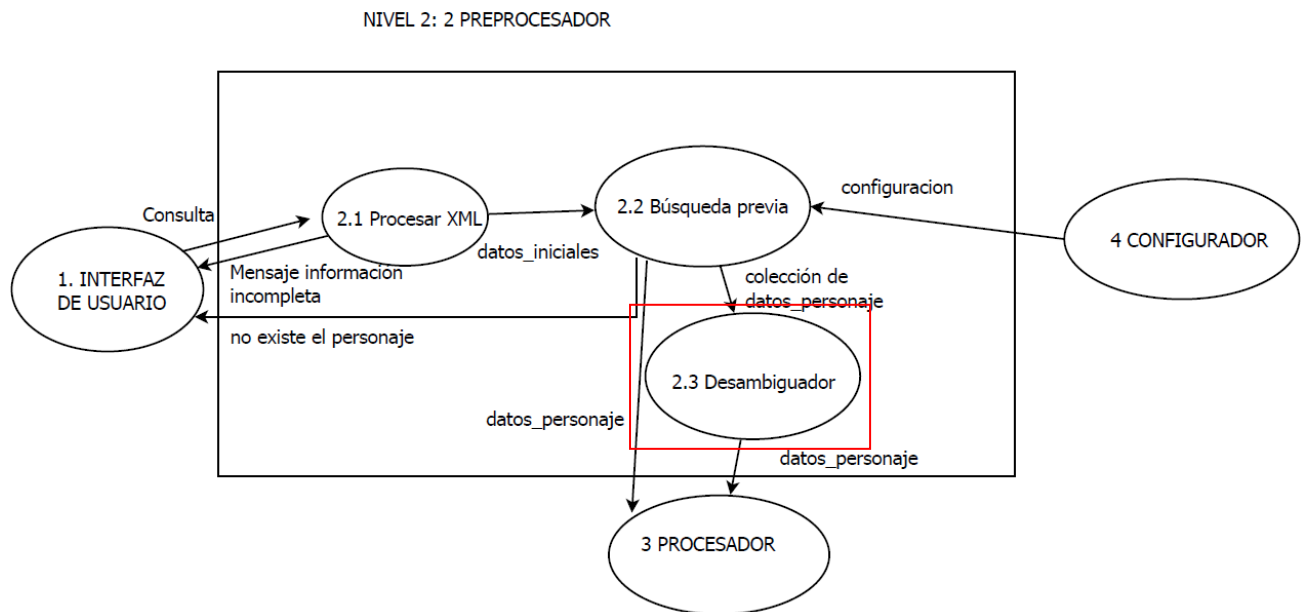 NIVEL 2: 2 PREPROCESADOR
Consulta
2.1 Procesar XML
2.2 Búsqueda previa
configuracion
4 CONFIGURADOR
1. INTERFAZ
DE USUARIO
Mensaje información
incompleta
datos_iniciales
colección de
datos_personaje
no existe el personaje
2.3 Desambiguador
datos_personaje
datos_personaje
3 PROCESADOR